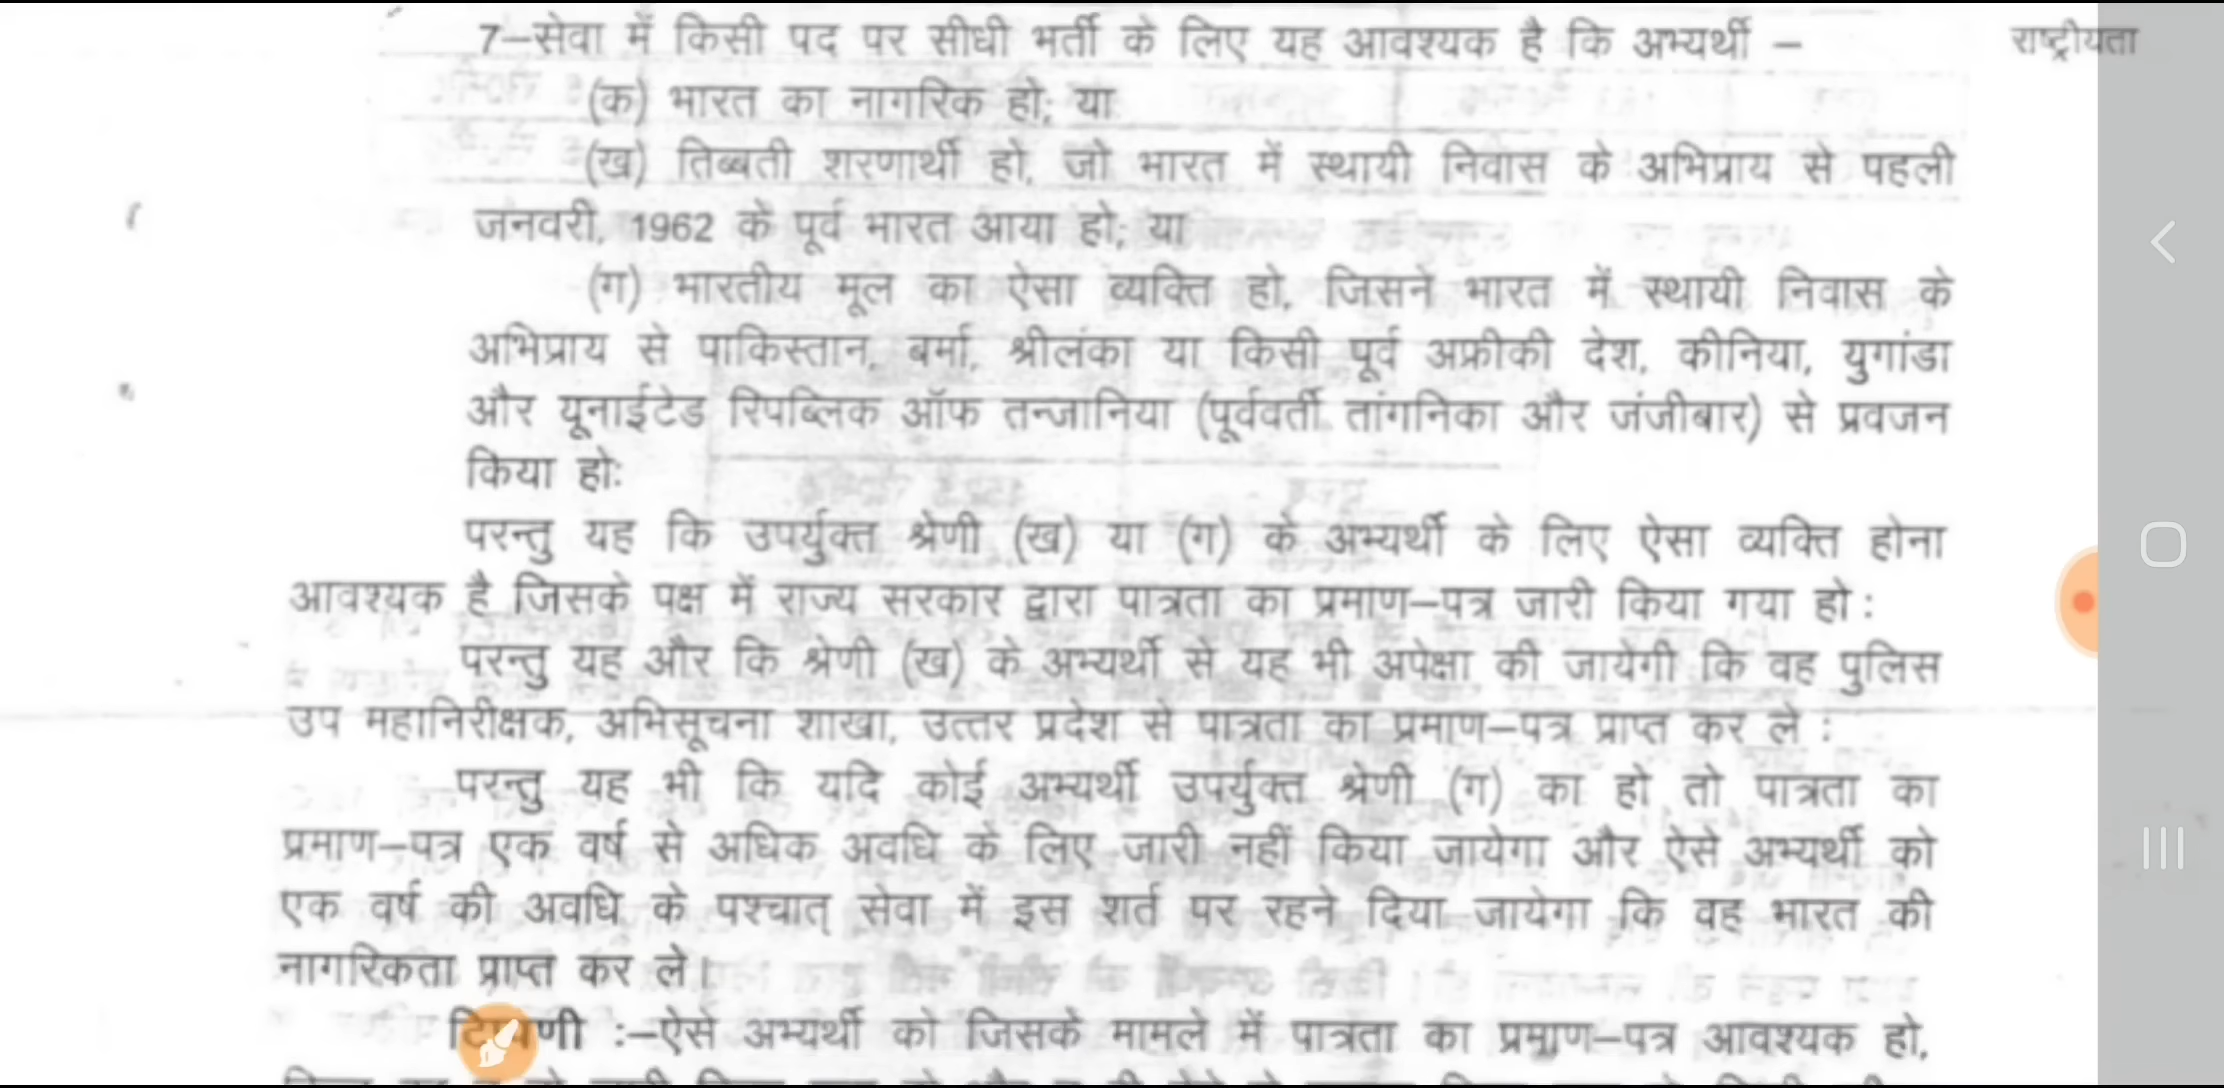 7–सेवा में किसी पद पर सीधी भर्ती के लिए यह आवश्यक है कि अभ्यर्थी – राष्ट्रीयता
(क) भारत का नागरिक हो; या
(ख) तिब्बती शरणार्थी हो, जो भारत में स्थायी निवास के अभिप्राय से पहली
जनवरी, 1962 के पूर्व भारत आया हो; या
(ग) भारतीय मूल का ऐसा व्यक्ति हो, जिसने भारत में स्थायी निवास के
अभिप्राय से पाकिस्तान, बर्मा, श्रीलंका या किसी पूर्व अफ्रीकी देश, कीनिया, युगांडा
और यूनाईटेड रिपब्लिक ऑफ तन्जानिया (पूर्ववर्ती तांगनिका और जंजीबार) से प्रवजन
किया हो:
परन्तु यह कि उपर्युक्त श्रेणी (ख) या (ग) के अभ्यर्थी के लिए ऐसा व्यक्ति होना
आवश्यक है जिसके पक्ष में राज्य सरकार द्वारा पात्रता का प्रमाण–पत्र जारी किया गया हो :
परन्तु यह और कि श्रेणी (ख) के अभ्यर्थी से यह भी अपेक्षा की जायेगी कि वह पुलिस
उप महानिरीक्षक, अभिसूचना शाखा, उत्तर प्रदेश से पात्रता का प्रमाण–पत्र प्राप्त कर ले :
परन्तु यह भी कि यदि कोई अभ्यर्थी उपर्युक्त श्रेणी (ग) का हो तो पात्रता का
प्रमाण–पत्र एक वर्ष से अधिक अवधि के लिए जारी नहीं किया जायेगा और ऐसे अभ्यर्थी को
एक वर्ष की अवधि के पश्चात् सेवा में इस शर्त पर रहने दिया जायेगा कि वह भारत की
नागरिकता प्राप्त कर ले।
टिप्पणी :–ऐसे अभ्यर्थी को जिसके मामले में पात्रता का प्रमाण–पत्र आवश्यक हो,